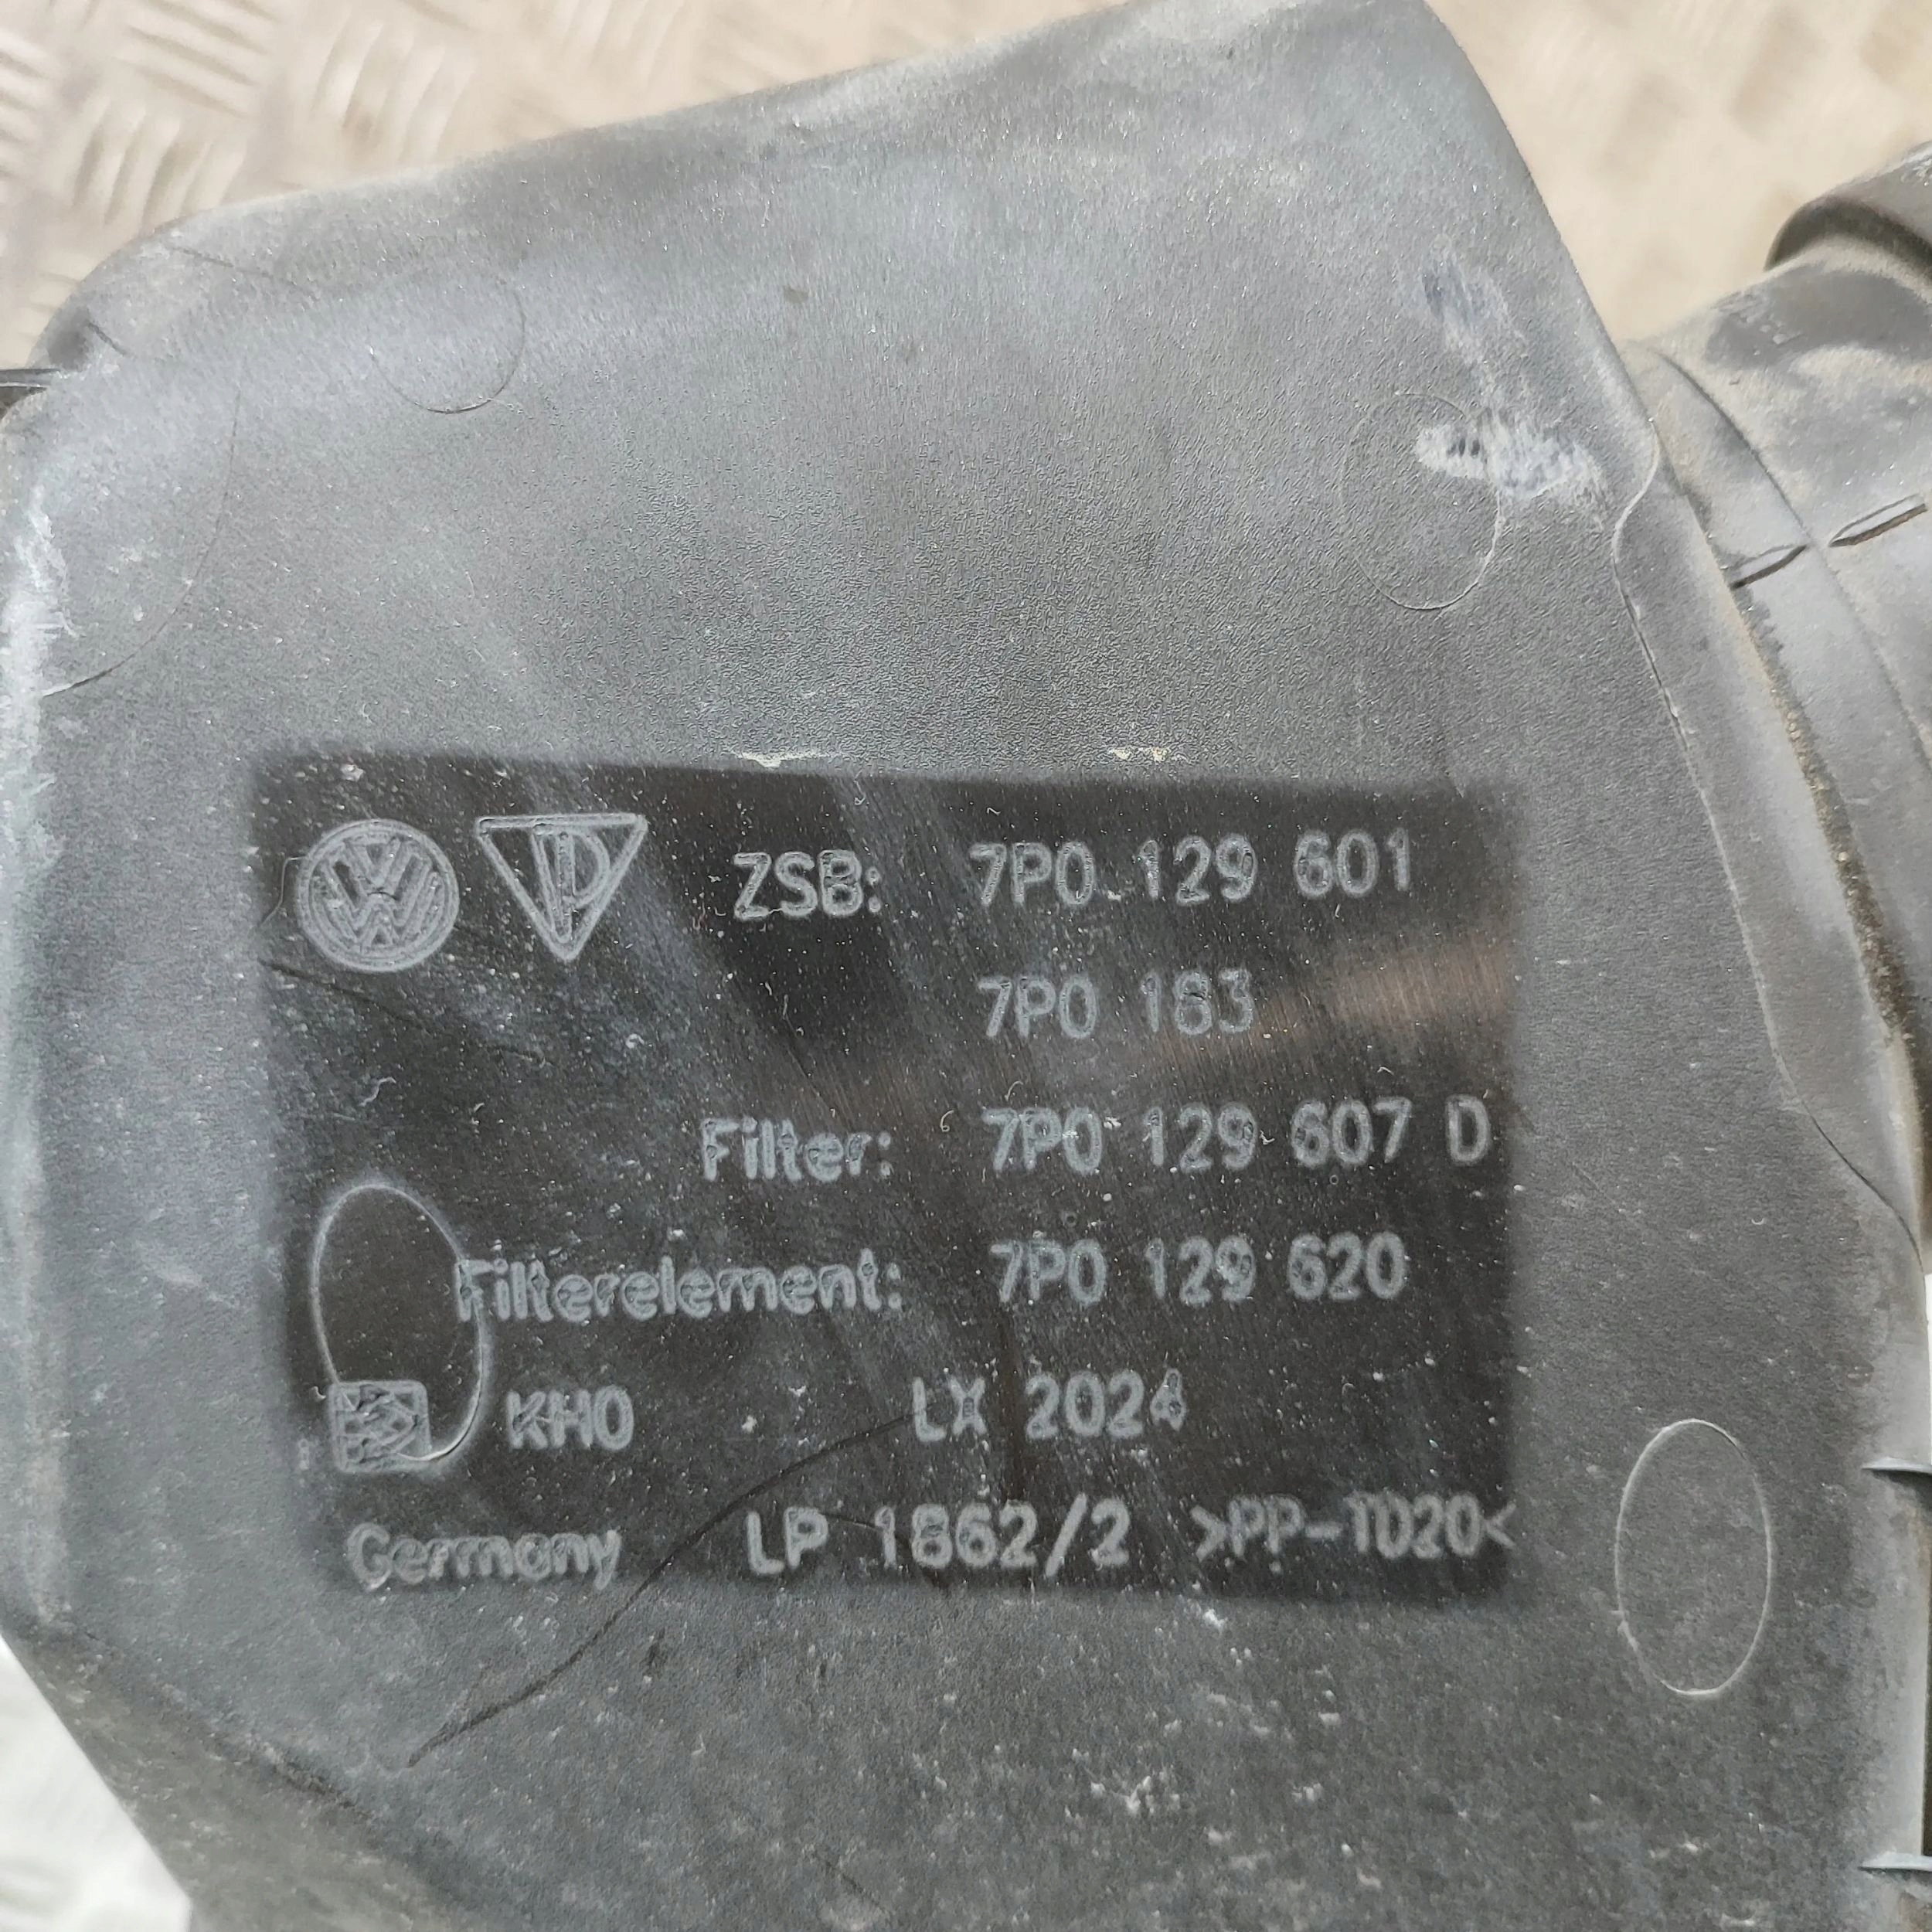 ZSB: 7P0 129 601
7P0 183
Filter: 7P0 129 607 D
Filterelement: 7P0 129 620
KHO LX 2024
Germany LP 1862/2 >PP-TD20<